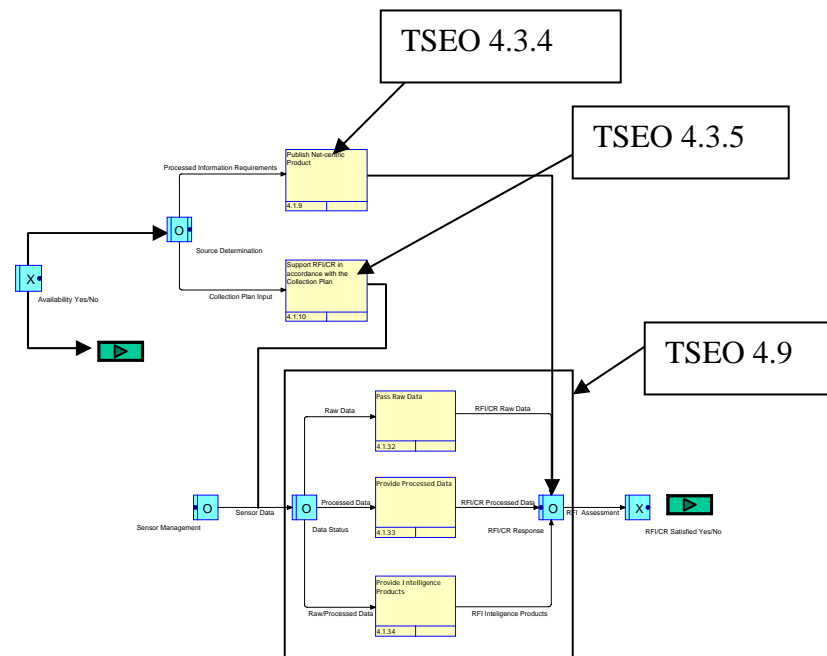 TSEO 4.3.4
TSEO 4.3.5
Processed Information Requirements
Publish Net-centric
Product
4.1.9
O
Source Determination
X
Availability Yes/No
Support RFI/CR in
accordance with the
Collection Plan
4.1.10
Collection Plan Input
TSEO 4.9
Pass Raw Data
4.1.32
Raw Data
RFI/CR Raw Data
O
Sensor Management
Sensor Data
O
Data Status
Processed Data
Provide Processed Data
4.1.33
RFI/CR Processed Data
O
RFI/CR Response
RFI Assessment
X
RFI/CR Satisfied Yes/No
Provide I ntelligence
Products
4.1.34
Raw/Processed Data
RFI Inteligence Products